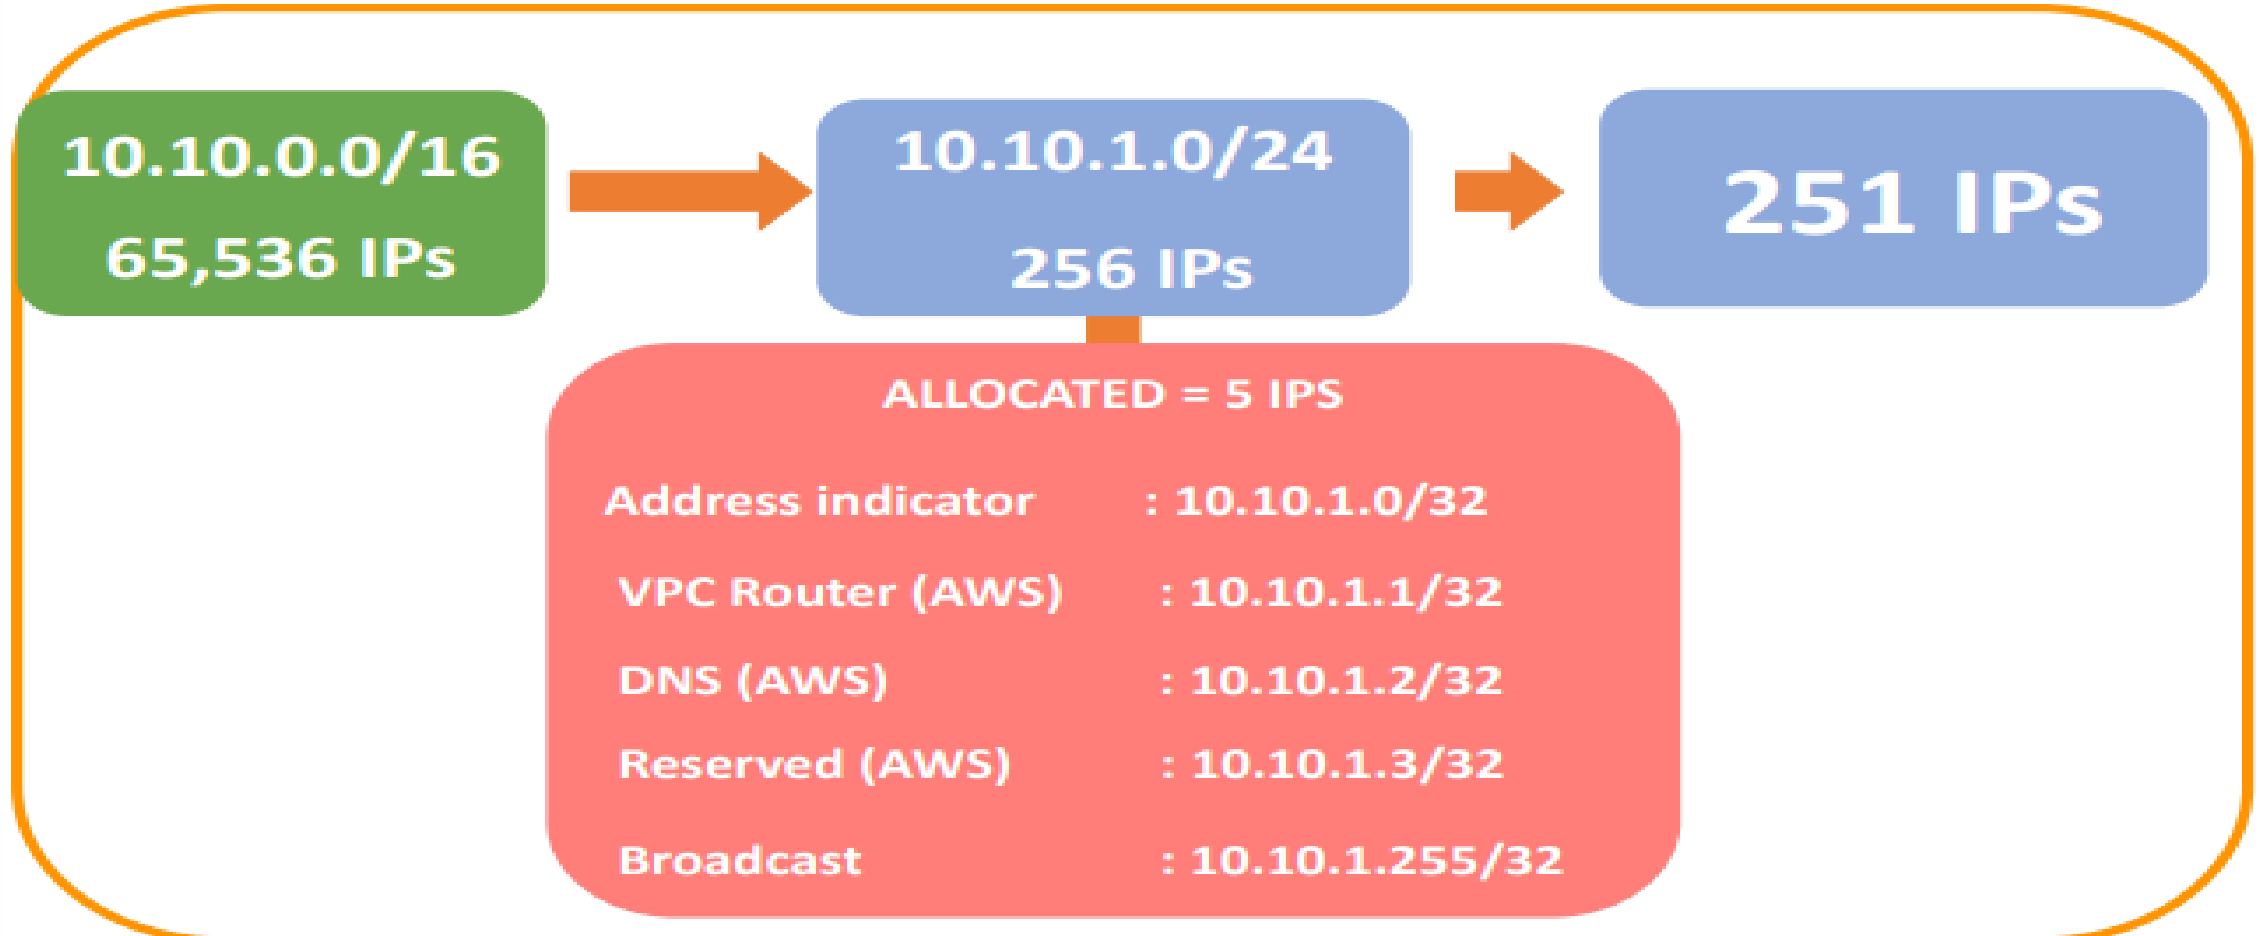 10.10.0.0/16
65,536 IPs
10.10.1.0/24
256 IPs
251 IPs
ALLOCATED = 5 IPS
Address indicator : 10.10.1.0/32
VPC Router (AWS) : 10.10.1.1/32
DNS (AWS) : 10.10.1.2/32
Reserved (AWS) : 10.10.1.3/32
Broadcast : 10.10.1.255/32